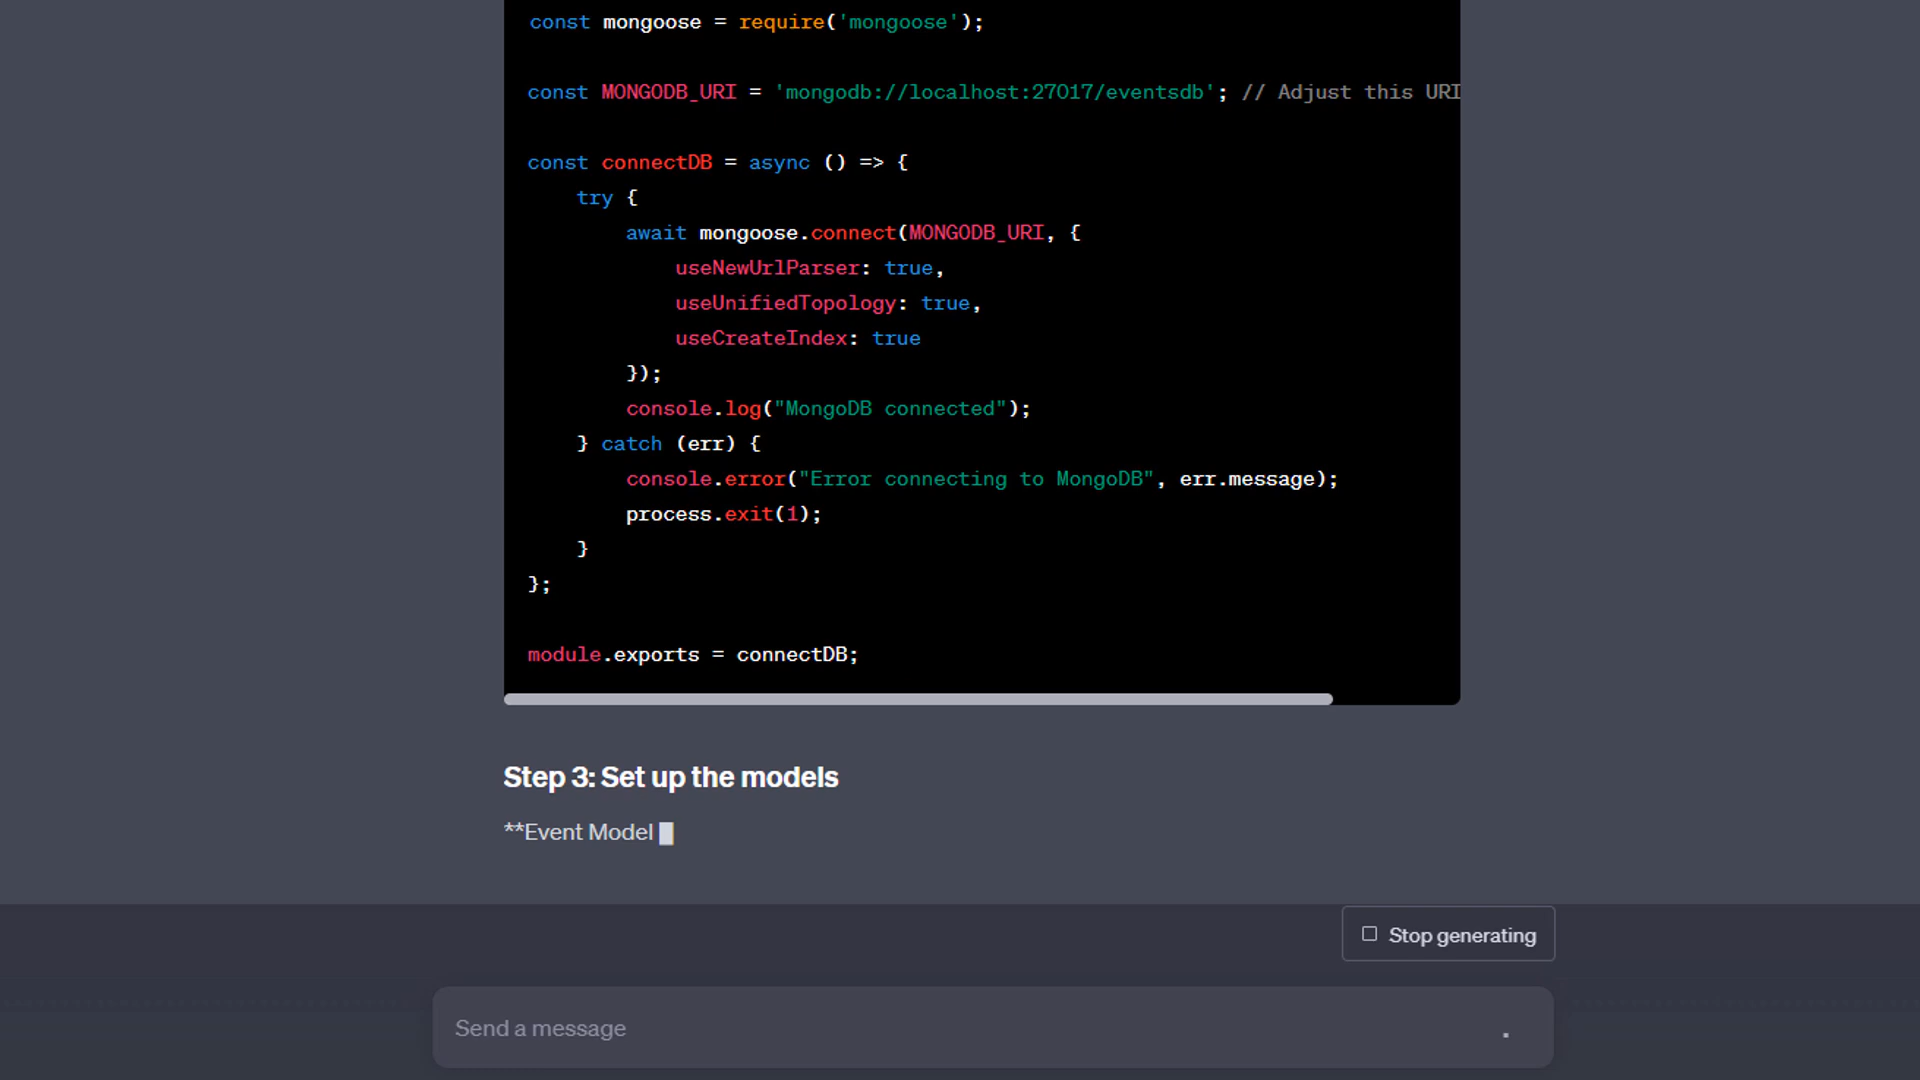 const mongoose = require('mongoose');
const MONGODB_URI = 'mongodb://localhost:27017/eventsdb'; // Adjust this URI
const connectDB = async () => {
try {
await mongoose.connect(MONGODB_URI, {
useNewUrlParser: true,
useUnifiedTopology: true,
useCreateIndex: true
});
console.log("MongoDB connected");
} catch (err) {
console.error("Error connecting to MongoDB", err.message);
process.exit(1);
}
};
module.exports = connectDB;
Step 3: Set up the models
**Event Model
Stop generating
Send a message